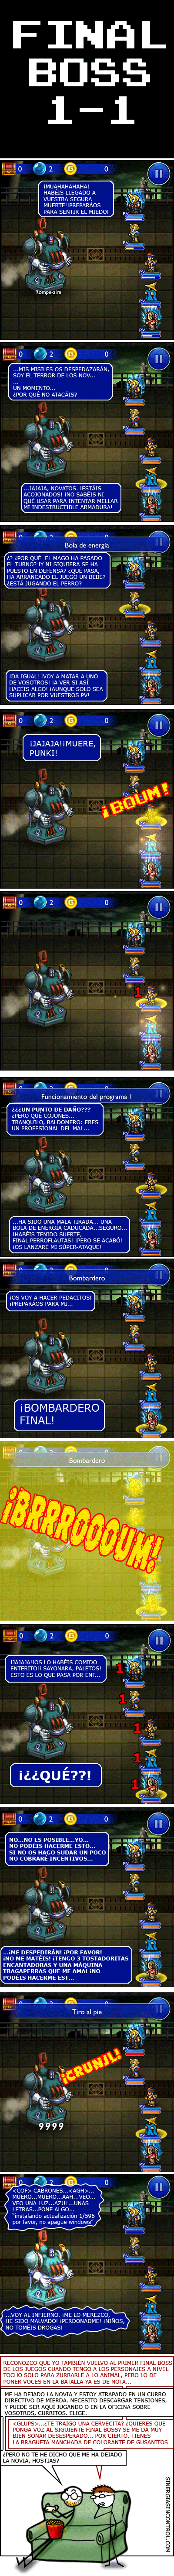 FINAL
BOSS
1-1
0 2 0
¡MUAHAHAHAHA!
HABÉIS LLEGADO A
VUESTRA SEGURA
MUERTE!¡PREPARÁOS
PARA SENTIR EL MIEDO!
Rompe-aire
0 2 0
...MIS MISILES OS DESPEDAZARÁN,
SOY EL TERROR DE LOS NOV...
...
UN MOMENTO...
¿POR QUÉ NO ATACÁIS?
...JAJAJA, NOVATOS. ¡ESTÁIS
ACOJONADOS! ¡NO SABÉIS NI
QUÉ USAR PARA INTENTAR MELLAR
MI INDESTRUCTIBLE ARMADURA!
Bola de energía
¿? ¿POR QUÉ EL MAGO HA PASADO
EL TURNO? ¡Y NI SIQUIERA SE HA
PUESTO EN DEFENSA? ¿QUE PASA,
HA ARRANCADO EL JUEGO UN BEBÉ?
¿ESTÁ JUGANDO EL PERRO?
¡DA IGUAL! ¡VOY A MATAR A UNO
DE VOSOTROS! ¡A VER SI ASÍ
HACÉIS ALGO! ¡AUNQUE SOLO SEA
SUPLICAR POR VUESTROS PV!
0 2 0
¡JAJAJA!¡MUERE,
PUNKI!
¡BOUM!
0 2 0
1
Funcionamiento del programa 1
¿¿¿UN PUNTO DE DAÑO???
¿PERO QUÉ COJONES...
TRANQUILO, BALDOMERO: ERES
UN PROFESIONAL DEL MAL...
...HA SIDO UNA MALA TIRADA... UNA
BOLA DE ENERGÍA CADUCADA...SEGURO...
¡HABÉIS TENIDO SUERTE,
FINAL PERROFLAUTAS! ¡PERO SE ACABÓ!
¡OS LANZARÉ MI SÚPER-ATAQUE!
Bombardero
¡OS VOY A HACER PEDACITOS!
¡PREPARÁOS PARA MI...
¡BOMBARDERO
FINAL!
Bombardero
¡BRRROOOUM!
0 2 0
¡JAJAJA!¡OS LO HABÉIS COMIDO
ENTERITO!¡ SAYONARA, PALETOS!
ESTO ES LO QUE PASA POR ENF...
1
1
1
1
1
¡¿¿QUÉ??!
0 2 0
NO...NO ES POSIBLE...YO...
NO PODÉIS HACERME ESTO...
SI NO OS HAGO SUDAR UN POCO
NO COBRARÉ INCENTIVOS...
...¡ME DESPEDIRÁN! ¡POR FAVOR!
¡NO ME MATÉIS! ¡TENGO 3 TOSTADORITAS
ENCANTADORAS Y UNA MÁQUINA
TRAGAPERRAS QUE ME AMA! ¡NO
PODÉIS HACERME EST...
Tiro al pie
¡CRUNJL!
9999
0 2 0
<COF> CABRONES...<AGH>...
MUERO...MUERO...AAH...VEO...
VEO UNA LUZ...AZUL...UNAS
LETRAS...PONE ALGO...
"instalando actualización 1/596
por favor, no apague windows"
...VOY AL INFIERNO, ¡ME LO MEREZCO,
HE SIDO MALVADO! ¡PERDONADME! ¡NIÑOS,
NO TOMÉIS DROGAS!
RECONOZCO QUE YO TAMBIÉN VUELVO AL PRIMER FINAL BOSS
DE LOS JUEGOS CUANDO TENGO A LOS PERSONAJES A NIVEL
TOCHO SOLO PARA ZURRARLE A LO ANIMAL, PERO LO DE
PONER VOCES EN LA BATALLA YA ES DE NOTA...
ME HA DEJADO LA NOVIA Y ESTOY ATRAPADO EN UN CURRO
DIRECTIVO DE MIERDA. NECESITO DESCARGAR TENSIONES,
Y PUEDE SER AQUÍ JUGANDO O EN LA OFICINA SOBRE
VOSOTROS, CURRITOS. ELIGE.
<GLUPS>...¿TE TRAIGO UNA CERVECITA? ¿QUIERES QUE
PONGA VOZ AL SIGUIENTE FINAL BOSS? SE ME DA MUY
BIEN SONAR DESESPERADO... POR CIERTO, TIENES
LA BRAGUETA MANCHADA DE COLORANTE DE GUSANITOS
¿PERO NO TE HE DICHO QUE ME HA DEJADO
LA NOVIA, HOSTIAS?
SINERGIASINCONTROL.COM